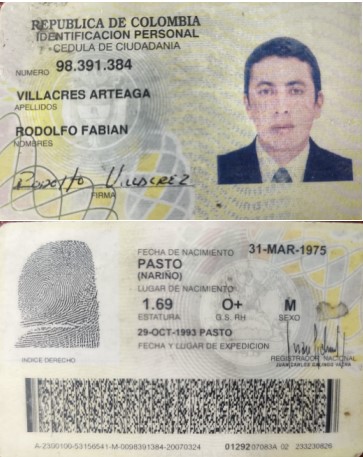 REPUBLICA DE COLOMBIA
IDENTIFICACION PERSONAL
CEDULA DE CIUDADANIA
NUMERO 98.391.384
VILLACRES ARTEAGA
APELLIDOS
RODOLFO FABIAN
NOMBRES
Rodolfo Villacrez
FIRMA
FECHA DE NACIMIENTO 31-MAR-1975
PASTO
(NARIÑO)
LUGAR DE NACIMIENTO
1.69 O+ M
ESTATURA G.S. RH SEXO
29-OCT-1993 PASTO
FECHA Y LUGAR DE EXPEDICION
INDICE DERECHO
REGISTRADOR NACIONAL
A-2300100-53156541-M-0098391384-20070324 0129207083A 02 233230826